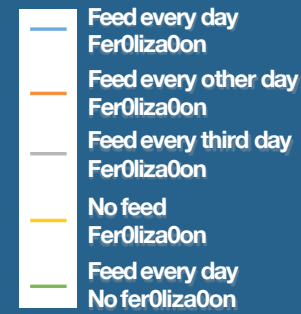 Feed every day
Fer0liza0on
Feed every other day
Fer0liza0on
Feed every third day
Fer0liza0on
No feed
Fer0liza0on
Feed every day
No fer0liza0on